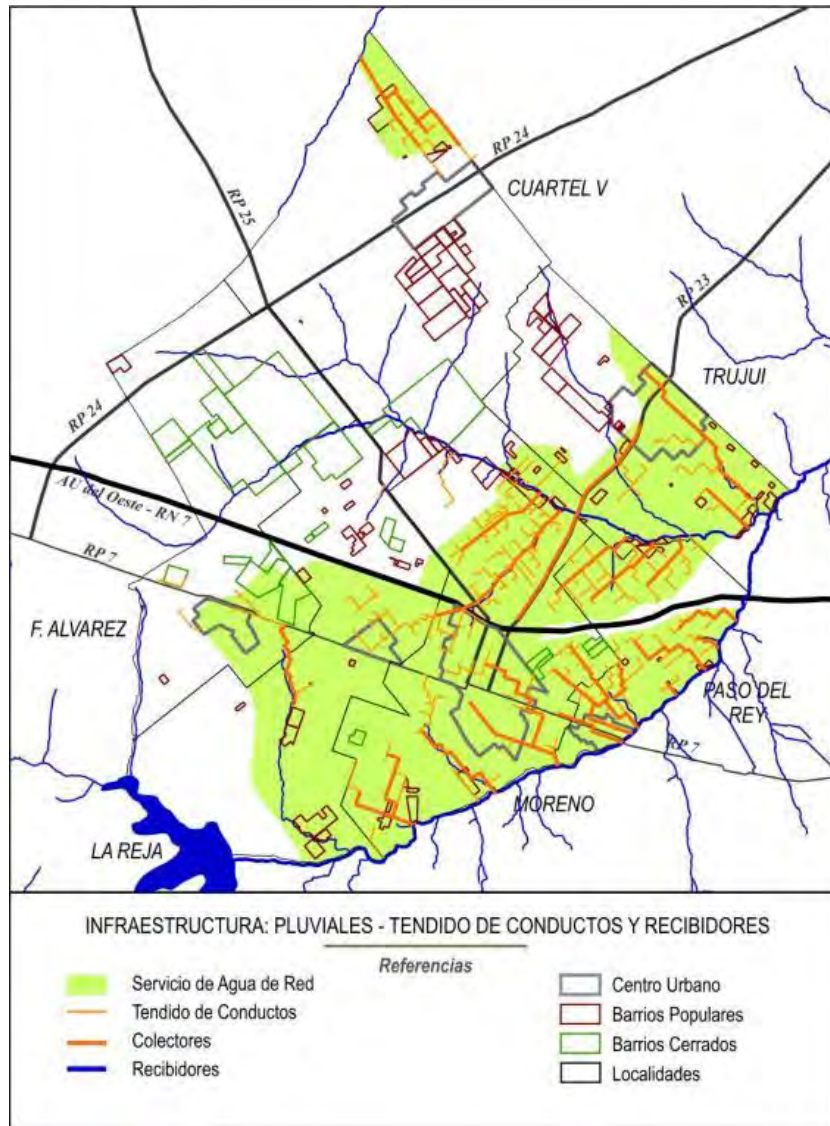 RP 24
CUARTEL V
RP 25
RP 23
TRUJUI
RP 24
AU del Oeste - RN 7
RP 7
F. ALVAREZ
PASO DEL
REY
RP 7
MORENO
LA REJA
INFRAESTRUCTURA: PLUVIALES - TENDIDO DE CONDUCTOS Y RECIBIDORES
Referencias
Servicio de Agua de Red
Tendido de Conductos
Colectores
Recibidores
Centro Urbano
Barrios Populares
Barrios Cerrados
Localidades